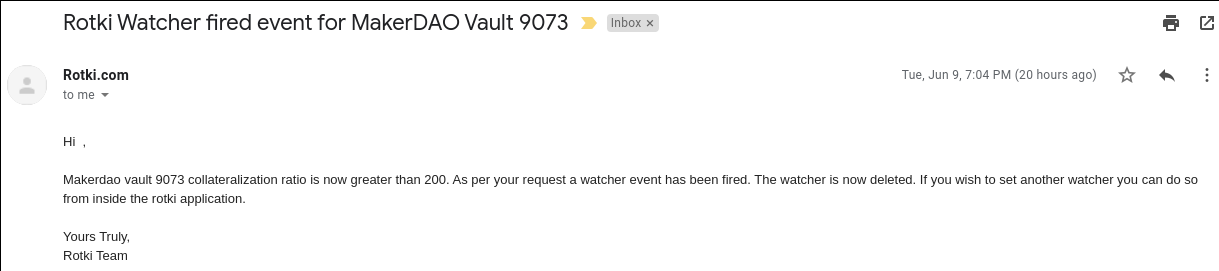 Rotki Watcher fired event for MakerDAO Vault 9073 Inbox ×
Rotki.com Tue, Jun 9, 7:04 PM (20 hours ago)
to me
Hi ,
Makerdao vault 9073 collateralization ratio is now greater than 200. As per your request a watcher event has been fired. The watcher is now deleted. If you wish to set another watcher you can do so
from inside the rotki application.
Yours Truly,
Rotki Team